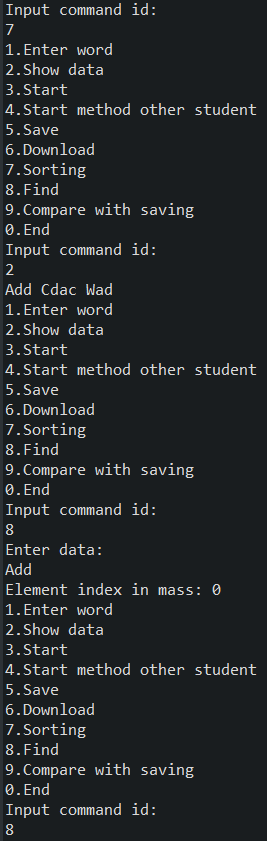 Input command id:
7
1.Enter word
2.Show data
3.Start
4.Start method other student
5.Save
6.Download
7.Sorting
8.Find
9.Compare with saving
0.End
Input command id:
2
Add Cdac Wad
1.Enter word
2.Show data
3.Start
4.Start method other student
5.Save
6.Download
7.Sorting
8.Find
9.Compare with saving
0.End
Input command id:
8
Enter data:
Add
Element index in mass: 0
1.Enter word
2.Show data
3.Start
4.Start method other student
5.Save
6.Download
7.Sorting
8.Find
9.Compare with saving
0.End
Input command id:
8